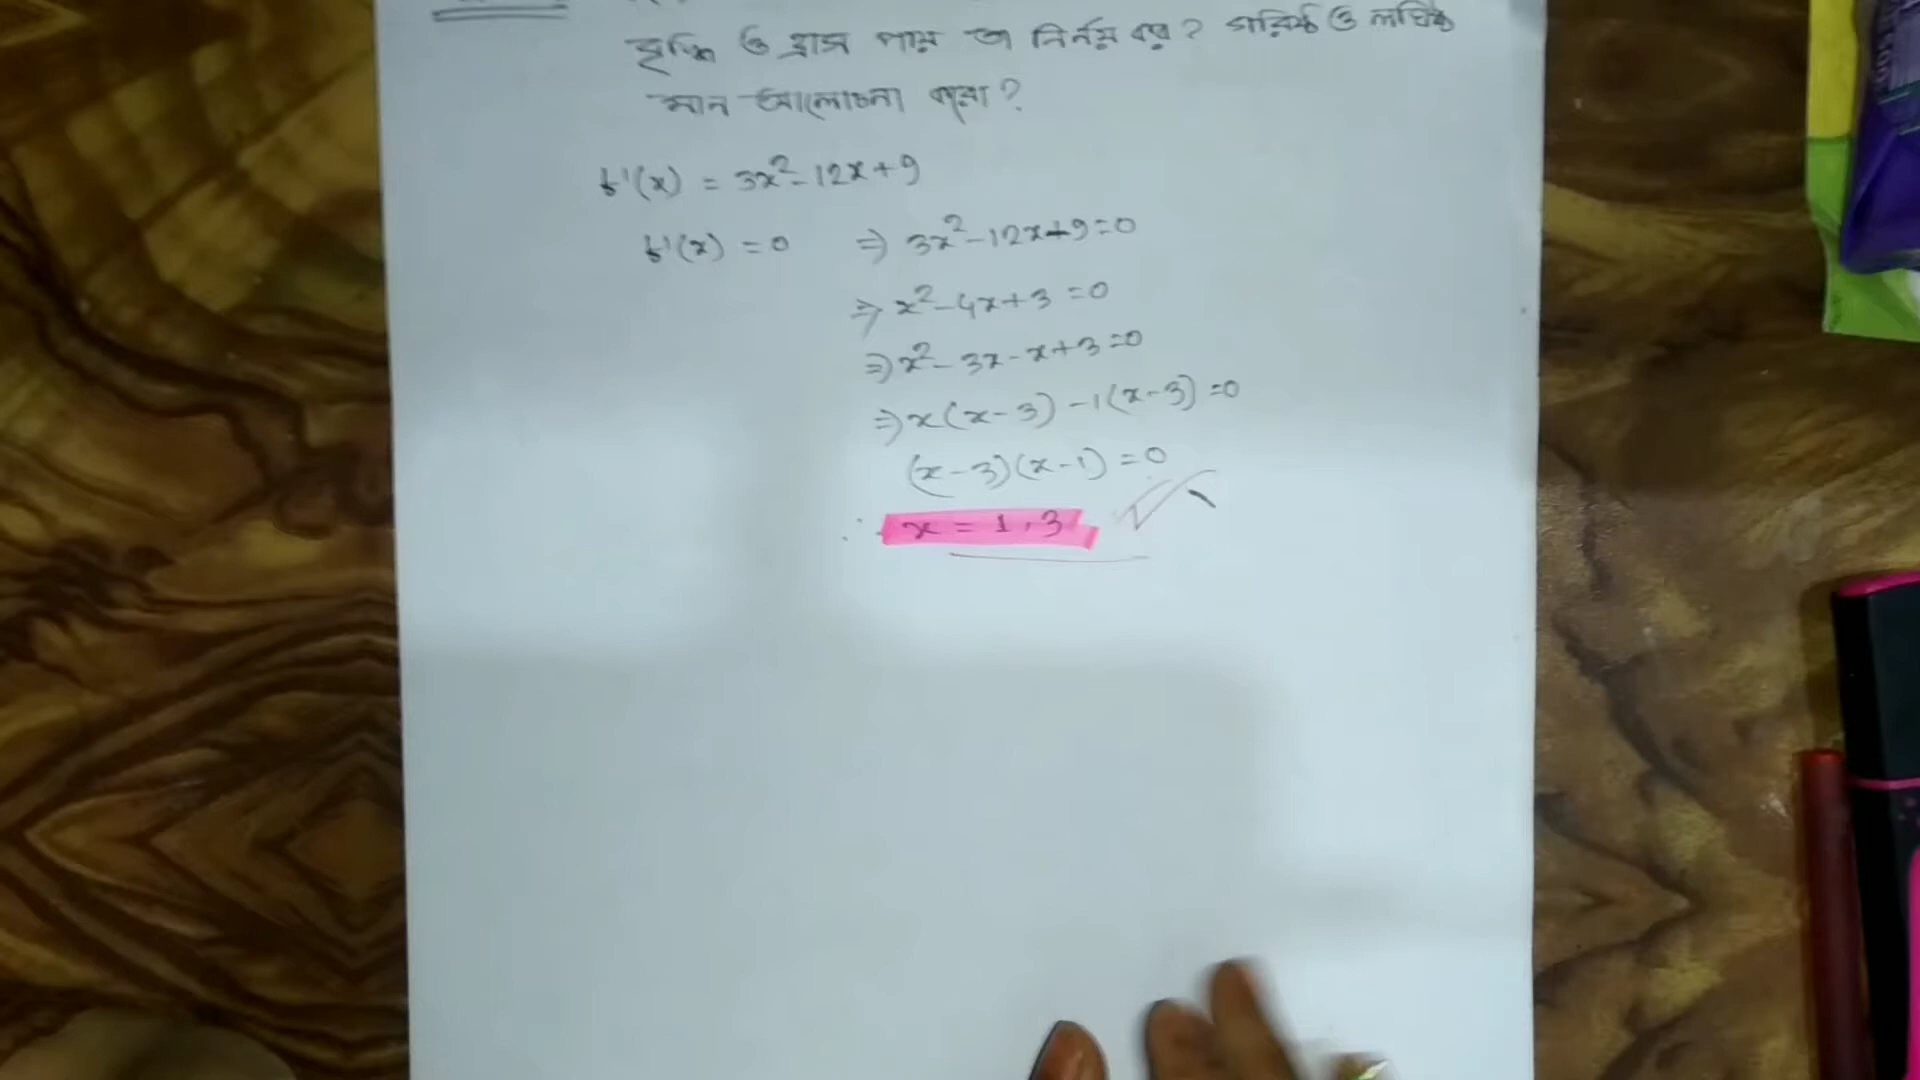 বৃদ্ধি ও হ্রাস পায় তা নির্নয় কর? গরিষ্ঠ ও লঘিষ্ঠ
মান আলোচনা করো?
f'(x) = 3x² - 12x + 9
f'(x) = 0 ⇒ 3x² - 12x + 9 = 0
⇒ x² - 4x + 3 = 0
⇒ x² - 3x - x + 3 = 0
⇒ x(x - 3) - 1(x - 3) = 0
(x - 3)(x - 1) = 0
∴ x = 1, 3